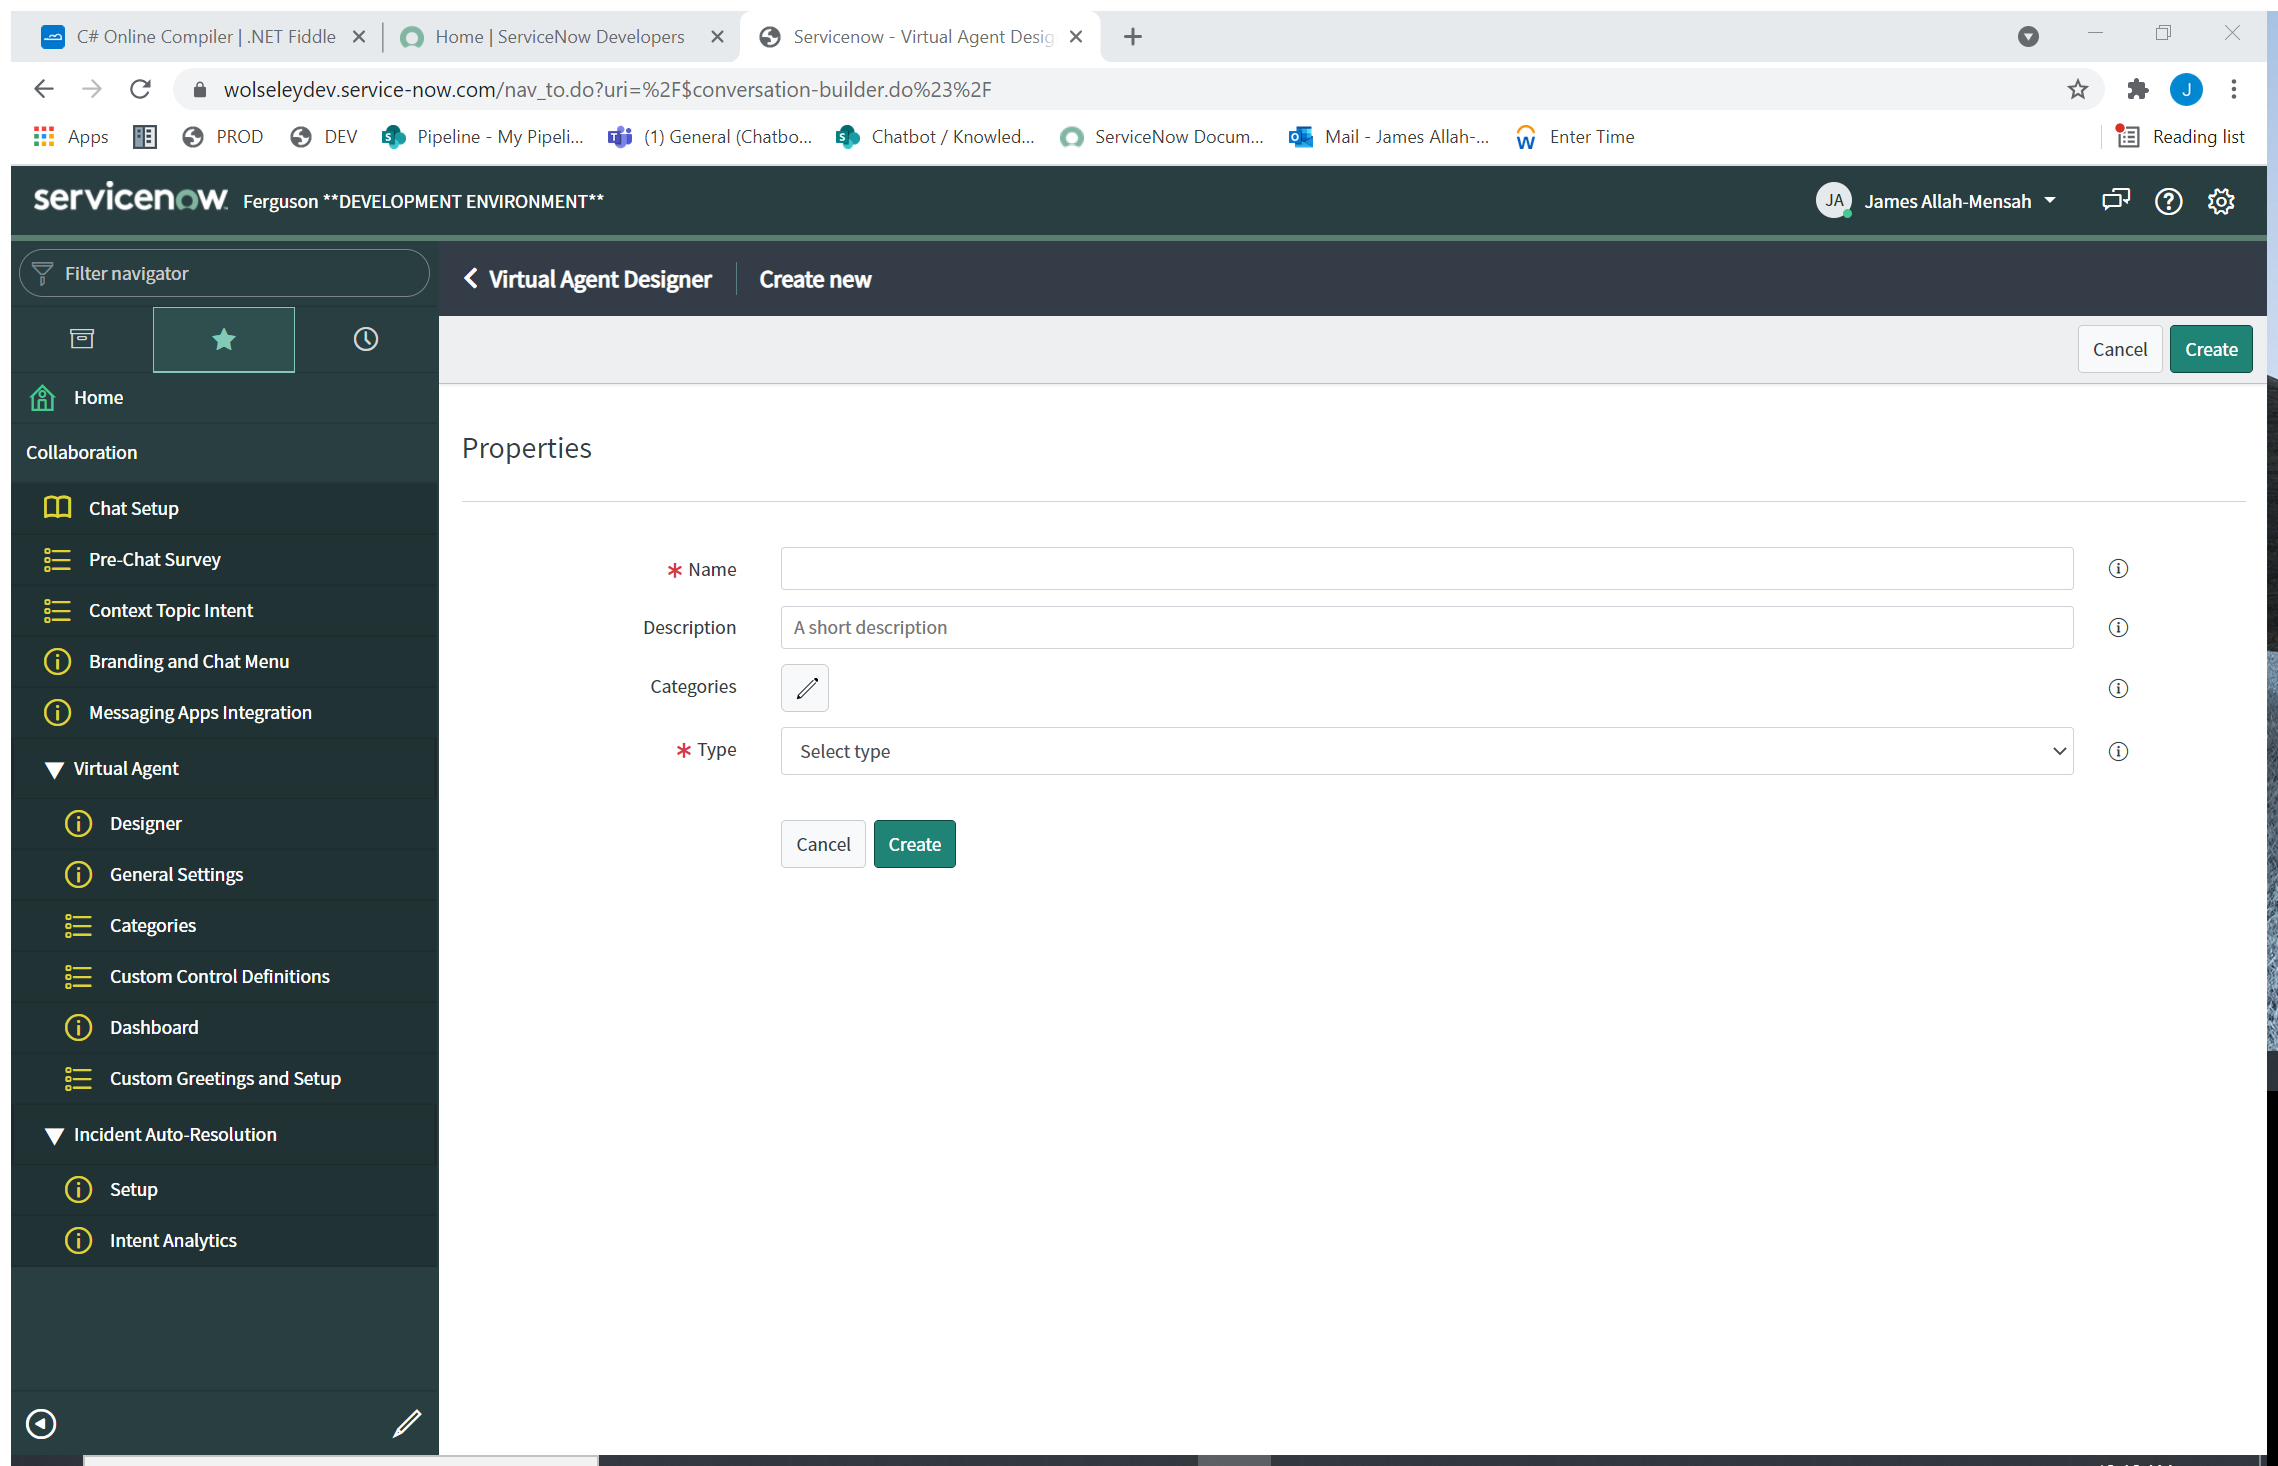 C# Online Compiler | .NET Fiddle
Home | ServiceNow Developers
Servicenow - Virtual Agent Desig
wolseleydev.service-now.com/nav_to.do?uri=%2F$conversation-builder.do%23%2F
J
Apps
PROD
DEV
Pipeline - My Pipeli...
(1) General (Chatbo...
Chatbot / Knowled...
ServiceNow Docum...
Mail - James Allah-...
Enter Time
Reading list
servicenow
Ferguson **DEVELOPMENT ENVIRONMENT**
JA
James Allah-Mensah
Filter navigator
Virtual Agent Designer
Create new
Cancel
Create
Home
Collaboration
Chat Setup
Pre-Chat Survey
Context Topic Intent
Branding and Chat Menu
Messaging Apps Integration
Virtual Agent
Designer
General Settings
Categories
Custom Control Definitions
Dashboard
Custom Greetings and Setup
Incident Auto-Resolution
Setup
Intent Analytics
Properties
* Name
Description
A short description
Categories
* Type
Select type
Cancel
Create